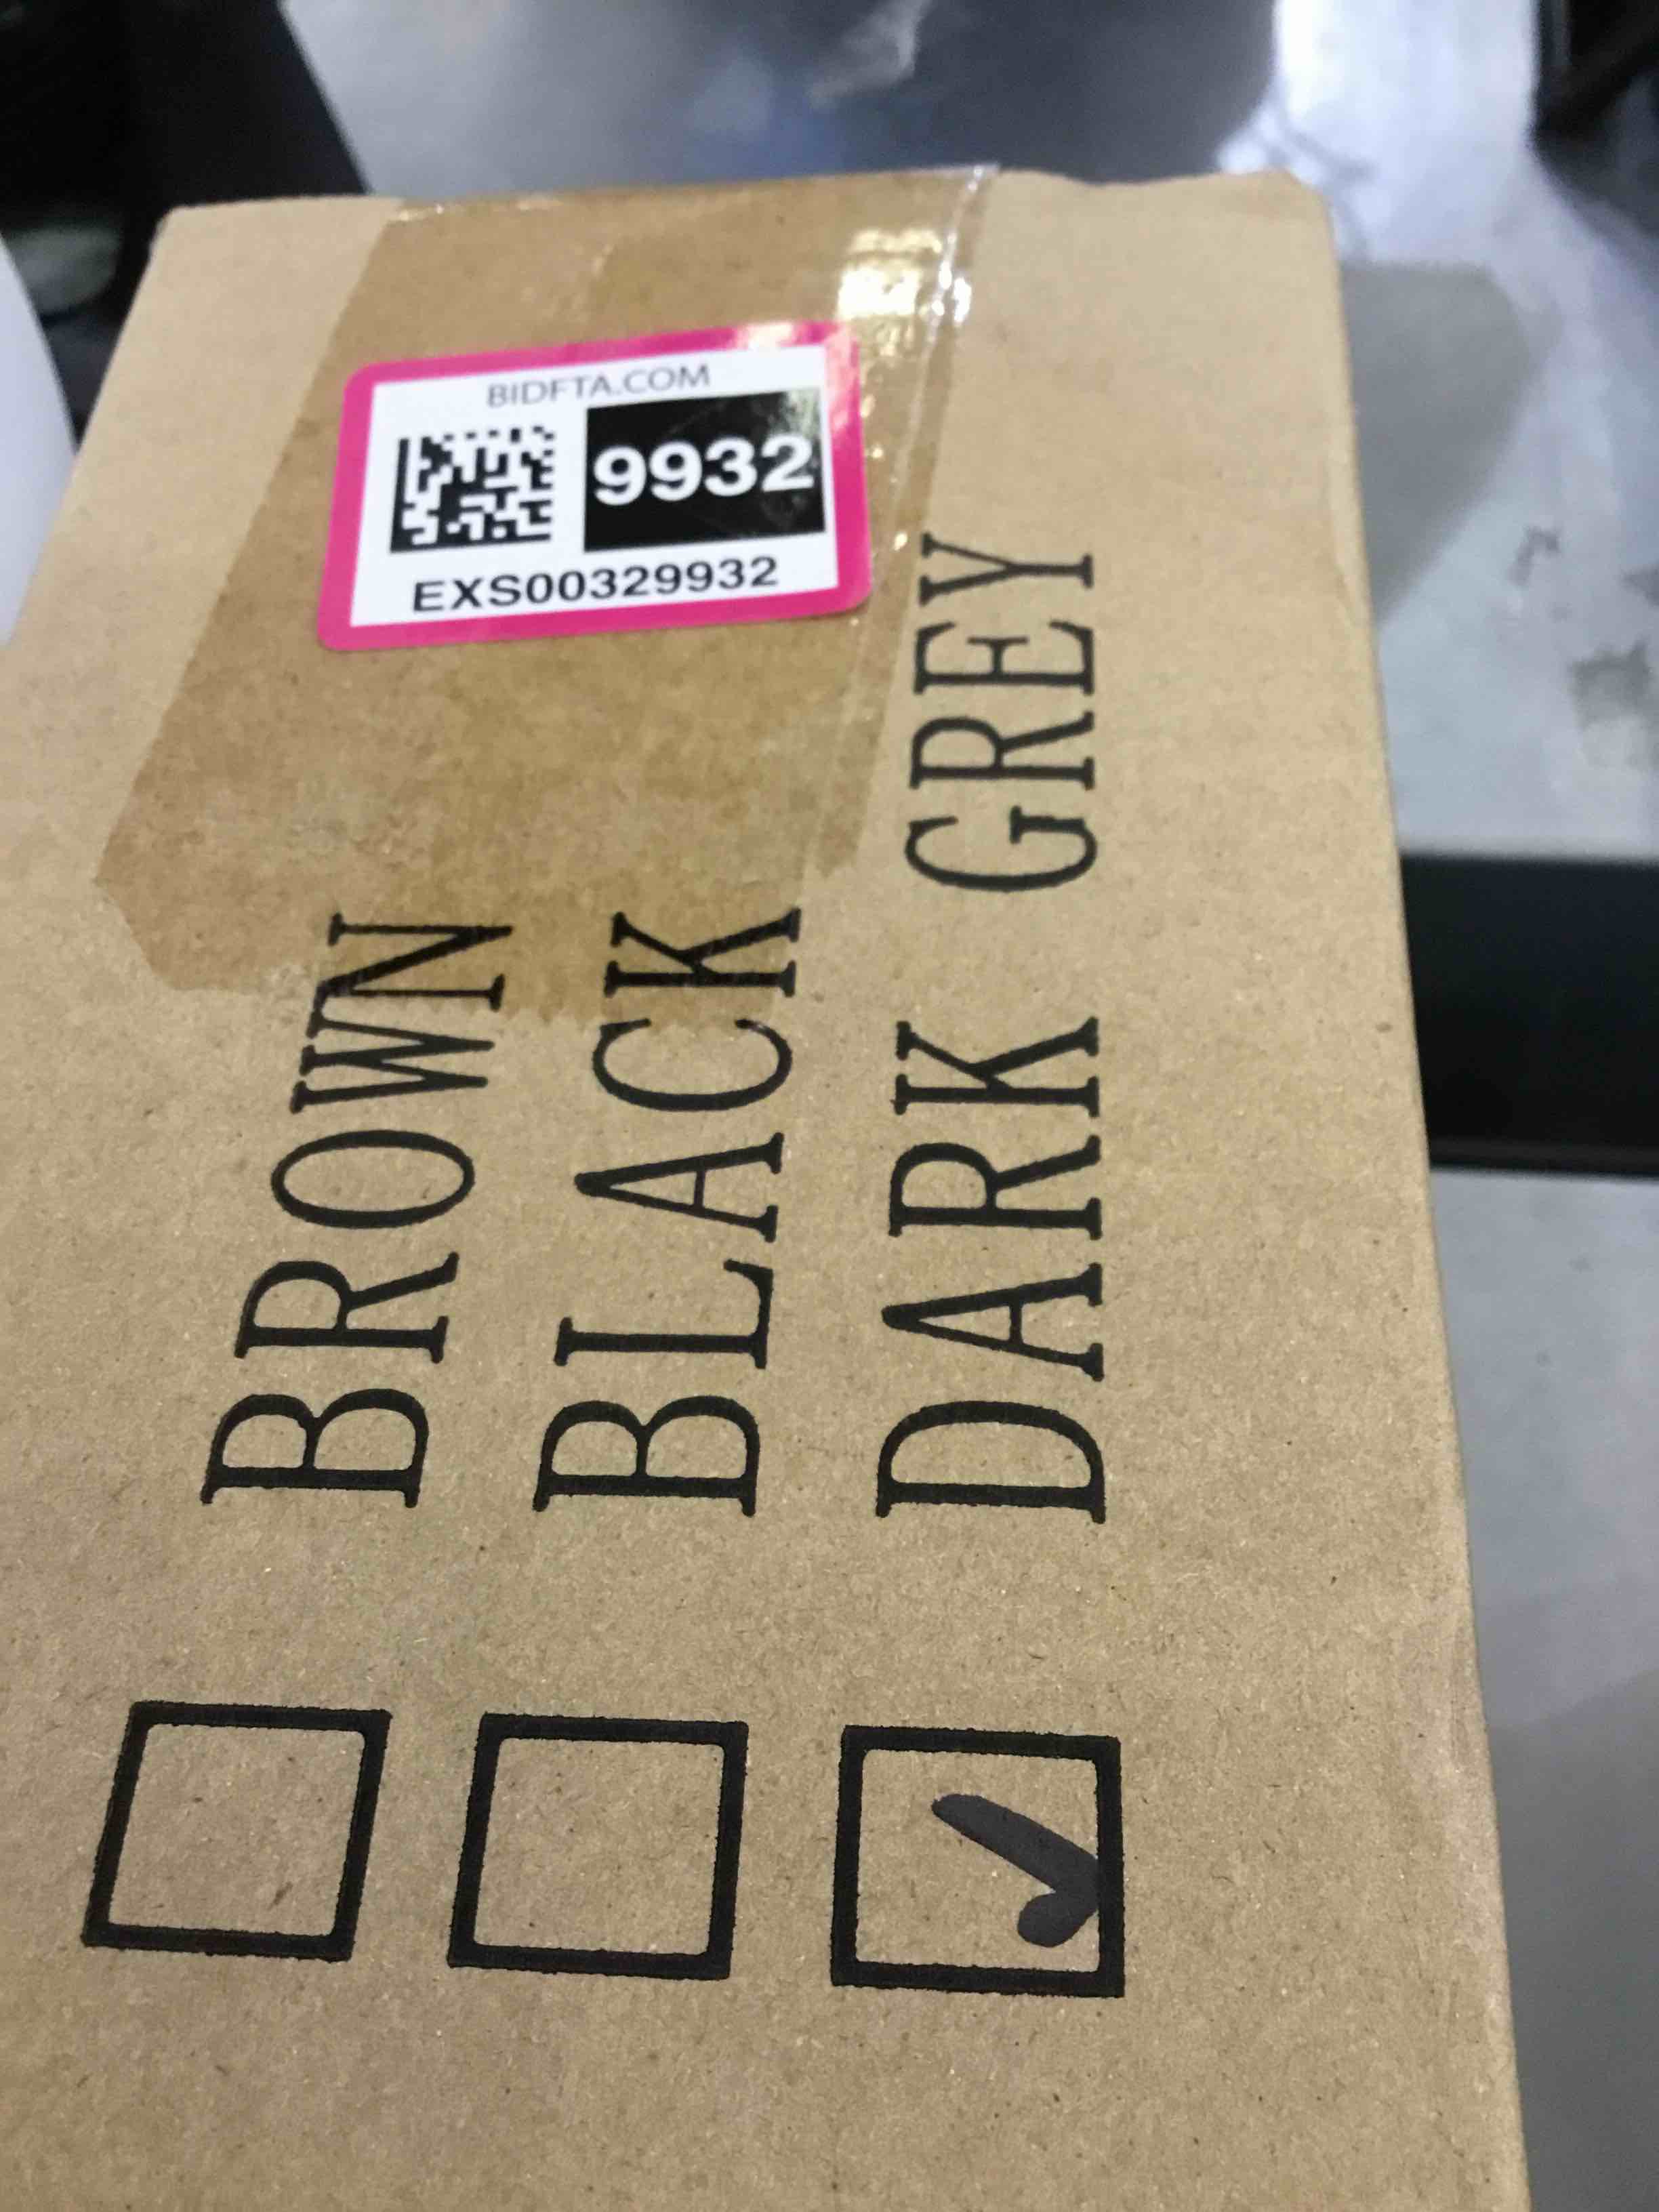 BIDFTA.COM
9932
EXS00329932
BROWN
BLACK
DARK GREY